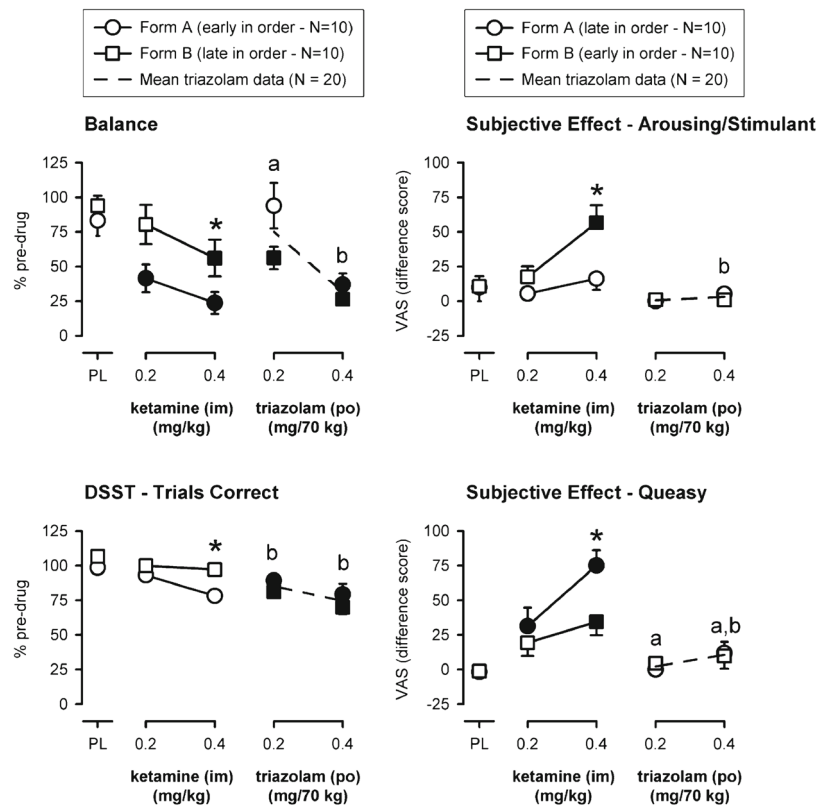 Form A (early in order - N=10)
Form B (late in order - N=10)
Mean triazolam data (N = 20)
Form A (late in order - N=10)
Form B (early in order - N=10)
Mean triazolam data (N = 20)
Balance
125
100
75
50
25
0
% pre-drug
*
a
b
PL
0.2
0.4
0.2
0.4
ketamine (im)
(mg/kg)
triazolam (po)
(mg/70 kg)
Subjective Effect - Arousing/Stimulant
100
75
50
25
0
-25
VAS (difference score)
*
b
PL
0.2
0.4
0.2
0.4
ketamine (im)
(mg/kg)
triazolam (po)
(mg/70 kg)
DSST - Trials Correct
125
100
75
50
25
0
% pre-drug
*
b
b
PL
0.2
0.4
0.2
0.4
ketamine (im)
(mg/kg)
triazolam (po)
(mg/70 kg)
Subjective Effect - Queasy
100
75
50
25
0
-25
VAS (difference score)
*
a
a,b
PL
0.2
0.4
0.2
0.4
ketamine (im)
(mg/kg)
triazolam (po)
(mg/70 kg)